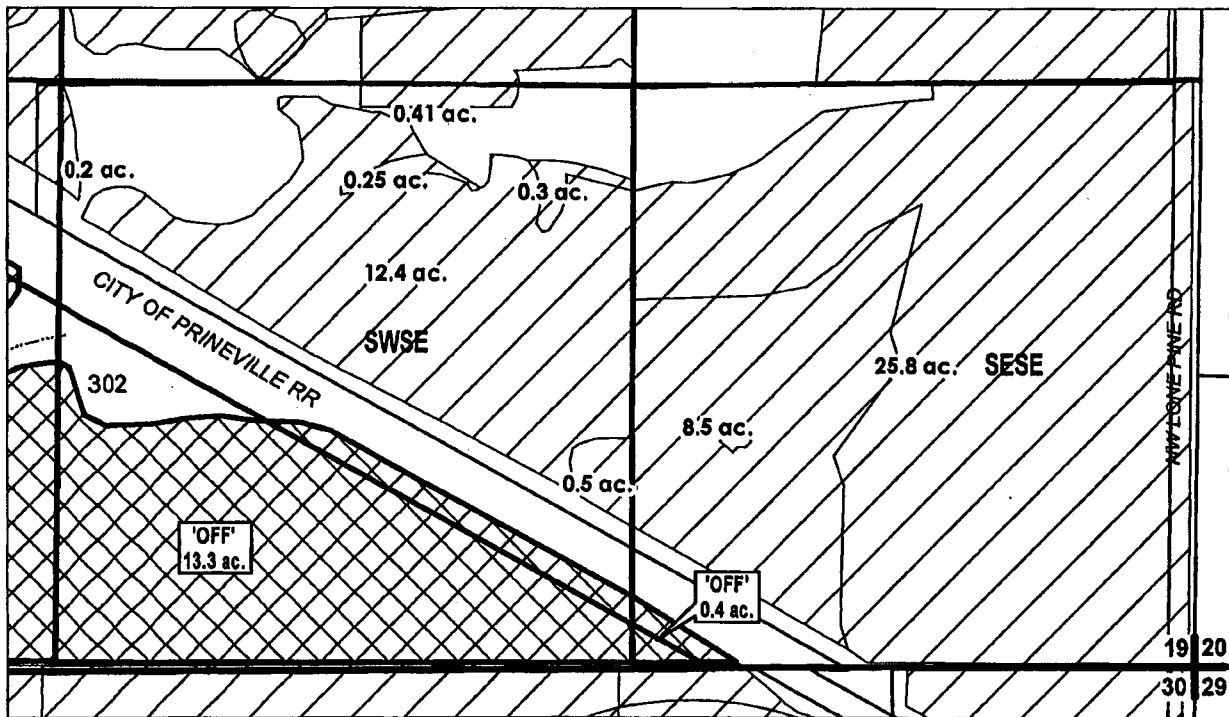 0.41 ac.
0.2 ac.
0.25 ac.
0.3 ac.
12.4 ac.
CITY OF PRINEVILLE RR
SWSE
NW LONE PINE RD
25.8 ac.
SESE
302
8.5 ac.
0.5 ac.
'OFF'
13.3 ac.
'OFF'
0.4 ac.
19 20
30 29